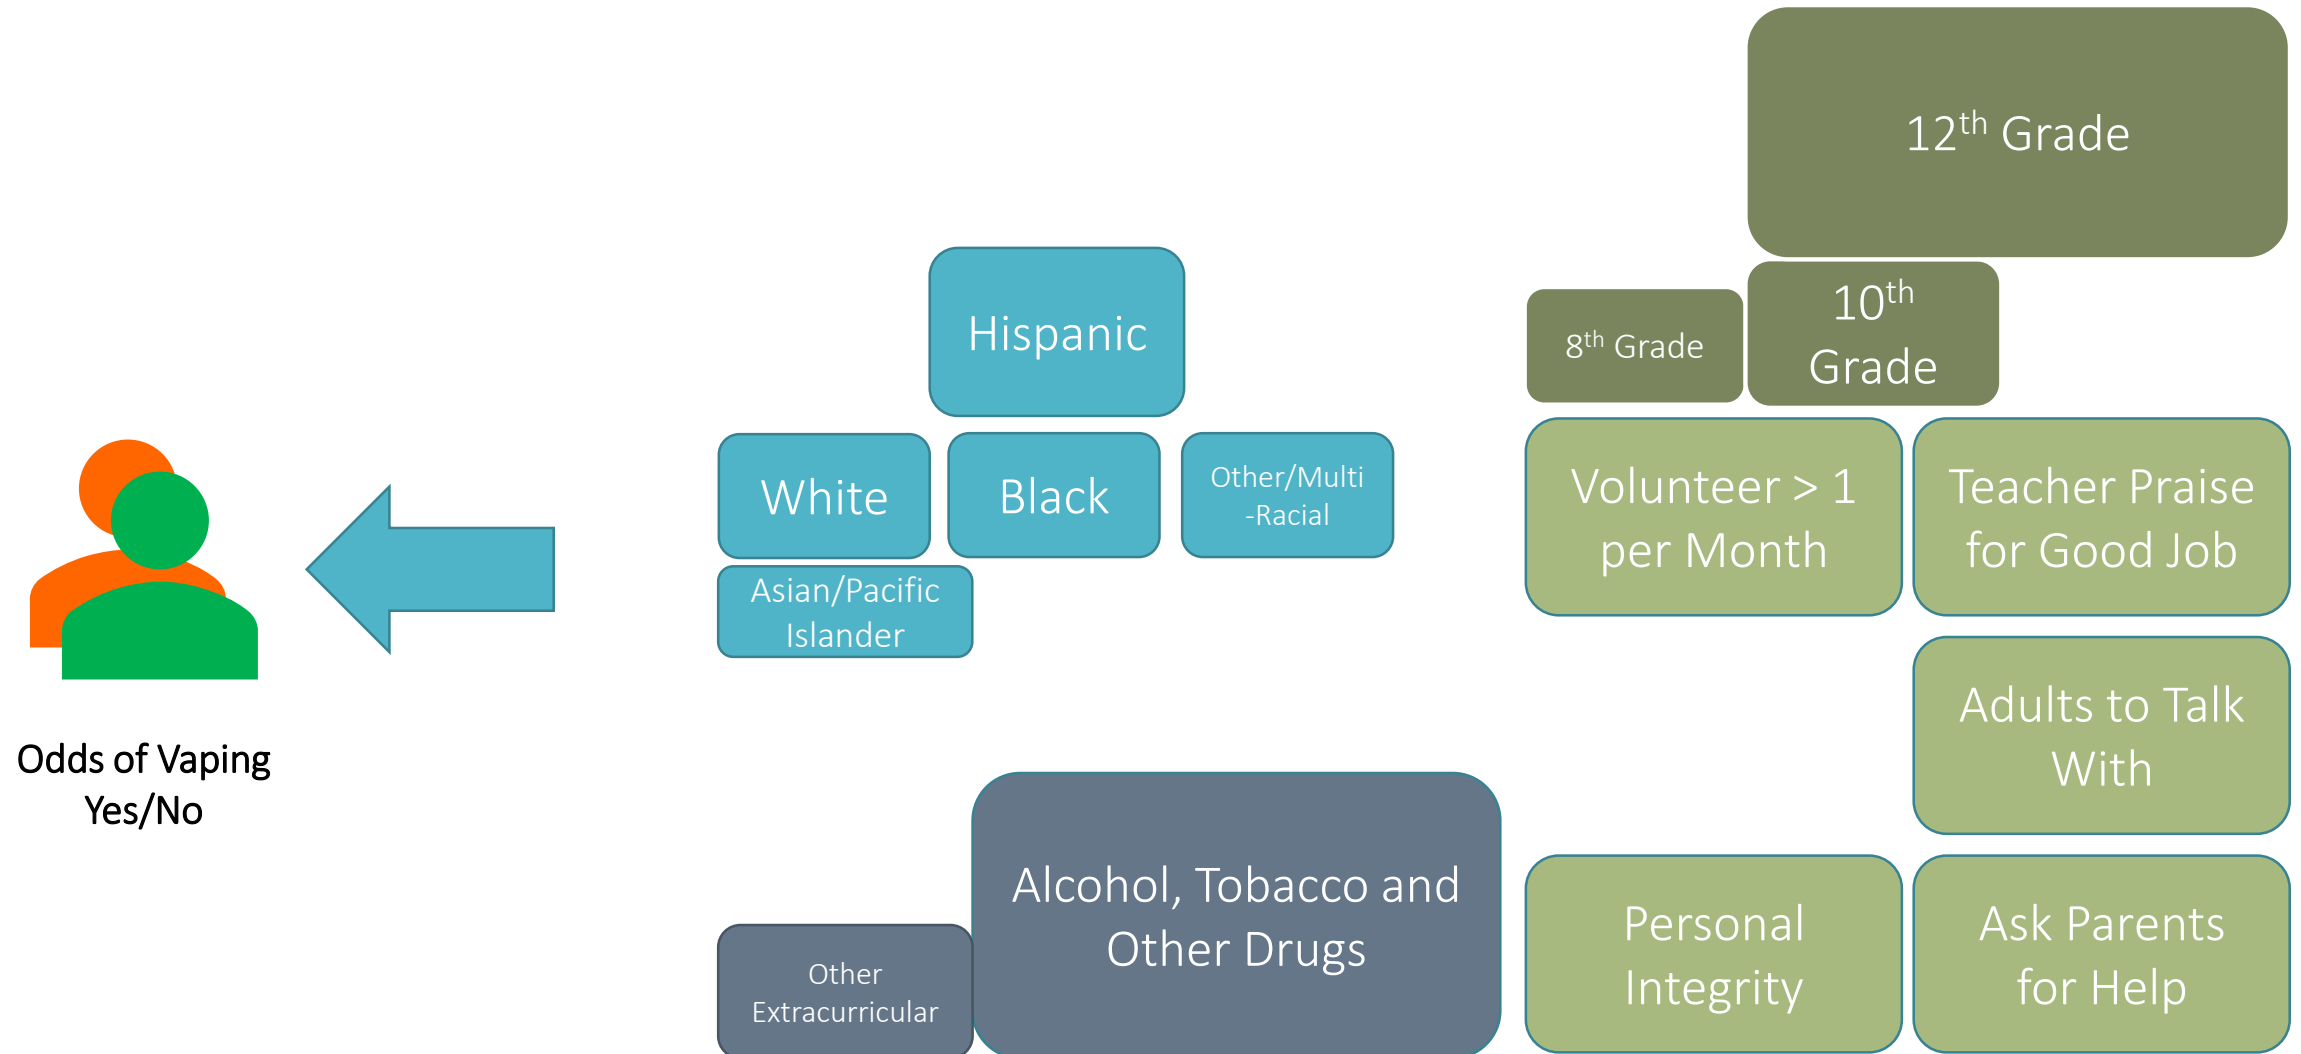 12th Grade
Hispanic
8th Grade
10th
Grade
White
Black
Other/Multi
-Racial
Asian/Pacific
Islander
Volunteer > 1
per Month
Teacher Praise
for Good Job
Adults to Talk
With
Odds of Vaping
Yes/No
Alcohol, Tobacco and
Other Drugs
Other
Extracurricular
Personal
Integrity
Ask Parents
for Help